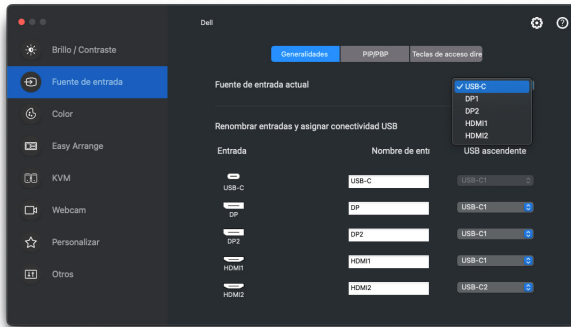 Dell
Brillo / Contraste
Fuente de entrada
Color
Easy Arrange
KVM
Webcam
Personalizar
Otros
Generalidades PIP/PBP Teclas de acceso dire
Fuente de entrada actual
USB-C
DP1
DP2
HDMI1
HDMI2
Renombrar entradas y asignar conectividad USB
Entrada Nombre de entr USB ascendente
USB-C USB-C USB-C1
DP DP USB-C1
DP2 DP2 USB-C1
HDMI1 HDMI1 USB-C1
HDMI2 HDMI2 USB-C2